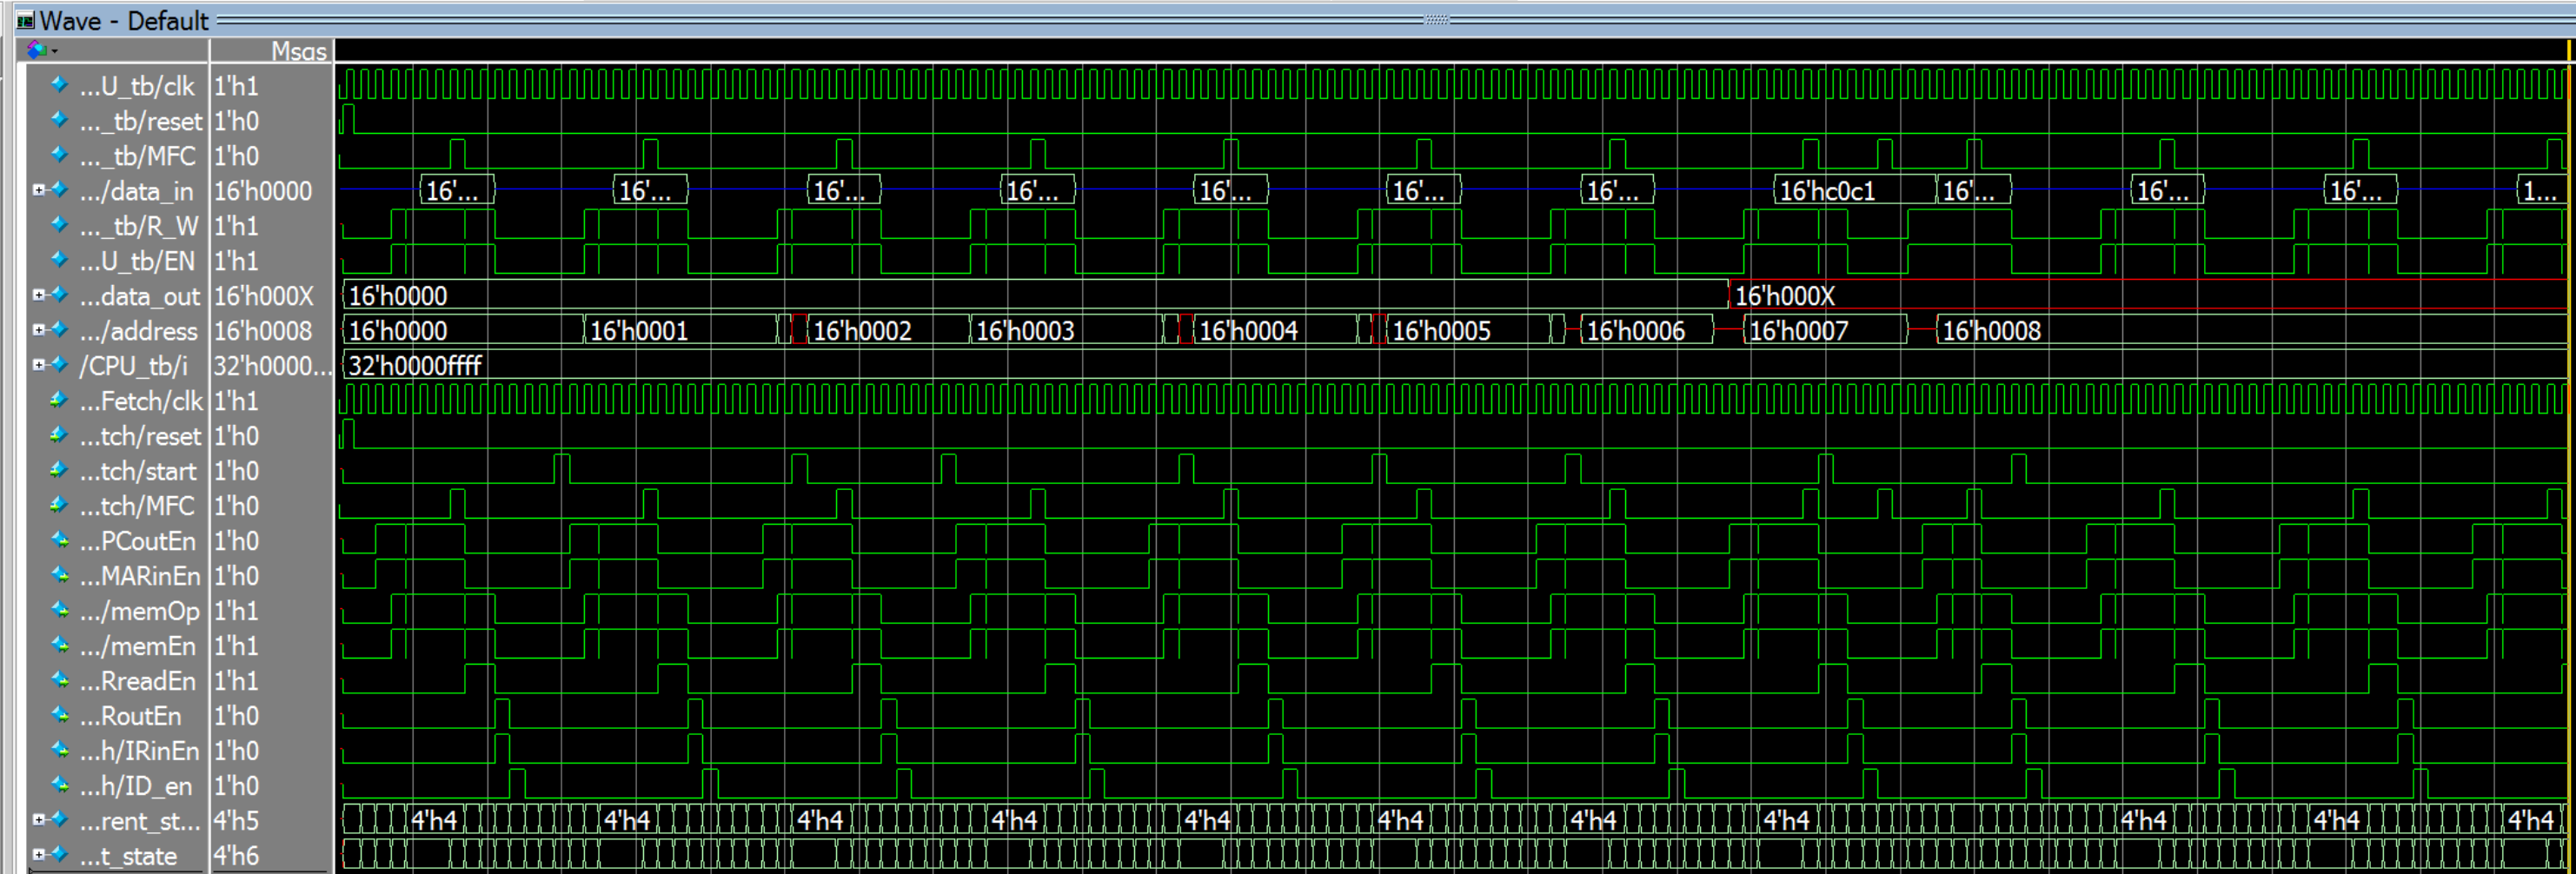 Wave - Default
Msgs
...U_tb/clk 1'h1
..._tb/reset 1'h0
..._tb/MFC 1'h0
.../data_in 16'h0000 16'... 16'... 16'... 16'... 16'... 16'... 16'... 16'hc0c1 16'... 16'... 16'... 1...
..._tb/R_W 1'h1
...U_tb/EN 1'h1
...data_out 16'h000X 16'h0000 16'h000X
.../address 16'h0008 16'h0000 16'h0001 16'h0002 16'h0003 16'h0004 16'h0005 16'h0006 16'h0007 16'h0008
/CPU_tb/i 32'h0000... 32'h0000ffff
...Fetch/clk 1'h1
...tch/reset 1'h0
...tch/start 1'h0
...tch/MFC 1'h0
...PCoutEn 1'h0
...MARinEn 1'h0
.../memOp 1'h1
.../memEn 1'h1
...RreadEn 1'h1
...RoutEn 1'h0
...h/IRinEn 1'h0
...h/ID_en 1'h0
...rent_st... 4'h5 4'h4 4'h4 4'h4 4'h4 4'h4 4'h4 4'h4 4'h4 4'h4 4'h4 4'h4
...t_state 4'h6